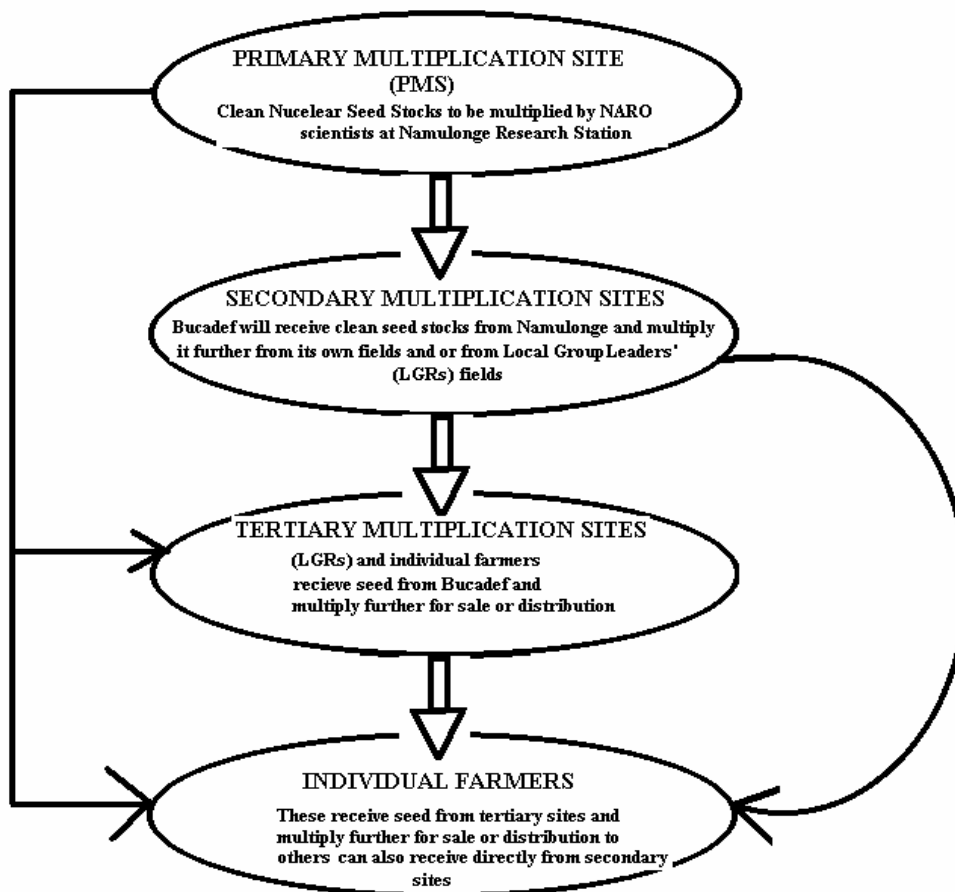 PRIMARY MULTIPLICATION SITE
(PMS)
Clean Nucelear Seed Stocks to be multiplied by NARO
scientists at Namulonge Research Station
SECONDARY MULTIPLICATION SITES
Bucadef will receive clean seed stocks from Namulonge and multiply
it further from its own fields and or from Local Group Leaders'
(LGRs) fields
TERTIARY MULTIPLICATION SITES
(LGRs) and individual farmers
recieve seed from Bucadef and
multiply further for sale or distribution
INDIVIDUAL FARMERS
These receive seed from tertiary sites and
multiply further for sale or distribution to
others can also receive directly from secondary
sites